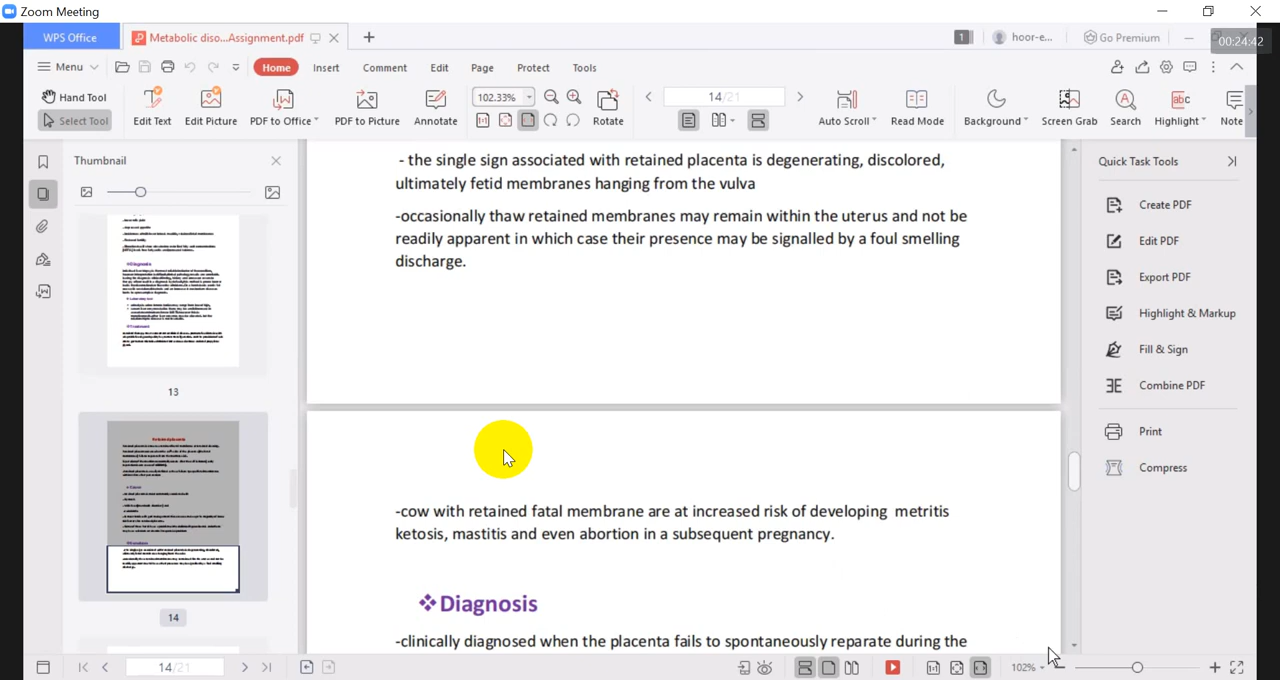 Zoom Meeting
WPS Office
Metabolic diso...Assignment.pdf
1
hoor-e...
Go Premium
00:24:42
Menu
Home
Insert
Comment
Edit
Page
Protect
Tools
Hand Tool
Select Tool
Edit Text
Edit Picture
PDF to Office
PDF to Picture
Annotate
102.33%
Rotate
14/21
Auto Scroll
Read Mode
Background
Screen Grab
Search
Highlight
Note
Thumbnail
13
14
- the single sign associated with retained placenta is degenerating, discolored,
ultimately fetid membranes hanging from the vulva
-occasionally thaw retained membranes may remain within the uterus and not be
readily apparent in which case their presence may be signalled by a foul smelling
discharge.
-cow with retained fatal membrane are at increased risk of developing metritis
ketosis, mastitis and even abortion in a subsequent pregnancy.
❖Diagnosis
-clinically diagnosed when the placenta fails to spontaneously reparate during the
Quick Task Tools
Create PDF
Edit PDF
Export PDF
Highlight & Markup
Fill & Sign
Combine PDF
Print
Compress
14/21
102%